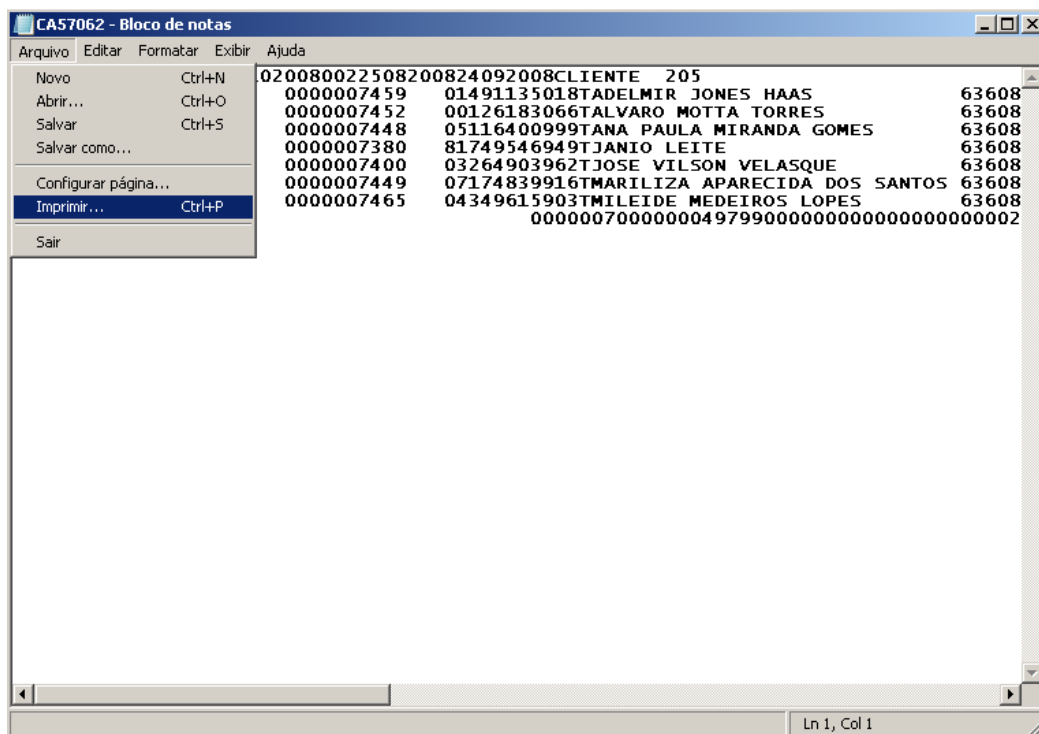 CA57062 - Bloco de notas
Arquivo Editar Formatar Exibir Ajuda
Novo Ctrl+N
Abrir... Ctrl+O
Salvar Ctrl+S
Salvar como...
Configurar página...
Imprimir... Ctrl+P
Sair
02008002250820082409​2008CLIENTE 205
0000007459 01491135018TADELMIR JONES HAAS 63608
0000007452 00126183066TALVARO MOTTA TORRES 63608
0000007448 05116400999TANA PAULA MIRANDA GOMES 63608
0000007380 81749546949TJANIO LEITE 63608
0000007400 03264903962TJOSE VILSON VELASQUE 63608
0000007449 07174839916TMARILIZA APARECIDA DOS SANTOS 63608
0000007465 04349615903TMILEIDE MEDEIROS LOPES 63608
0000007000000049799000000000000000000002
Ln 1, Col 1